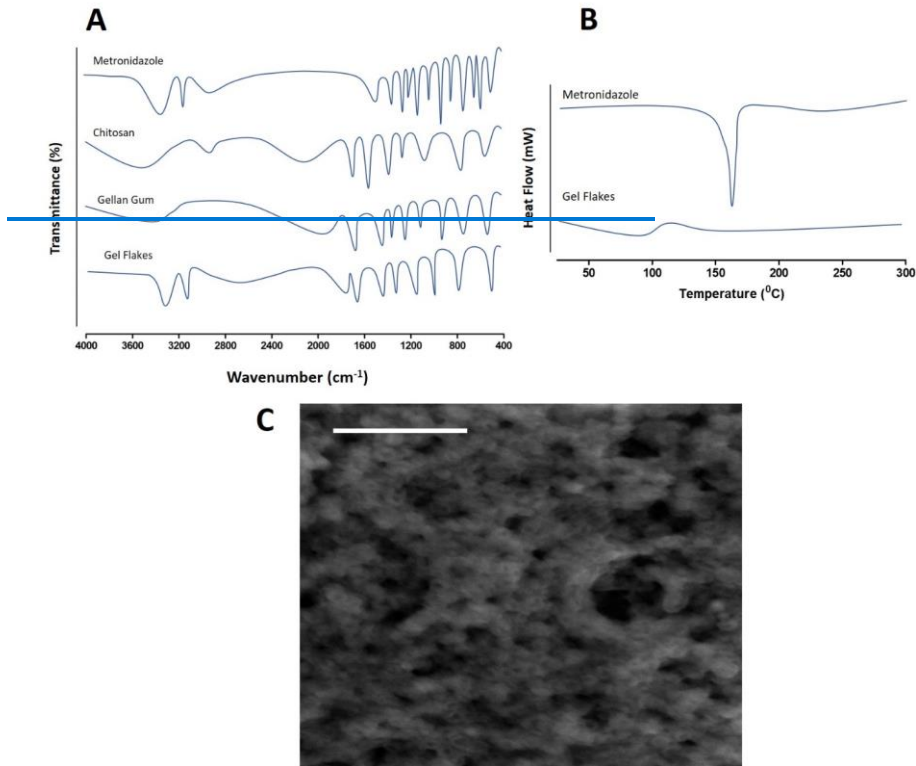 A
Transmittance (%)
Metronidazole
Chitosan
Gellan Gum
Gel Flakes
4000 3600 3200 2800 2400 2000 1600 1200 800 400
Wavenumber (cm⁻¹)
B
Heat Flow (mW)
Metronidazole
Gel Flakes
50 100 150 200 250 300
Temperature (⁰C)
C